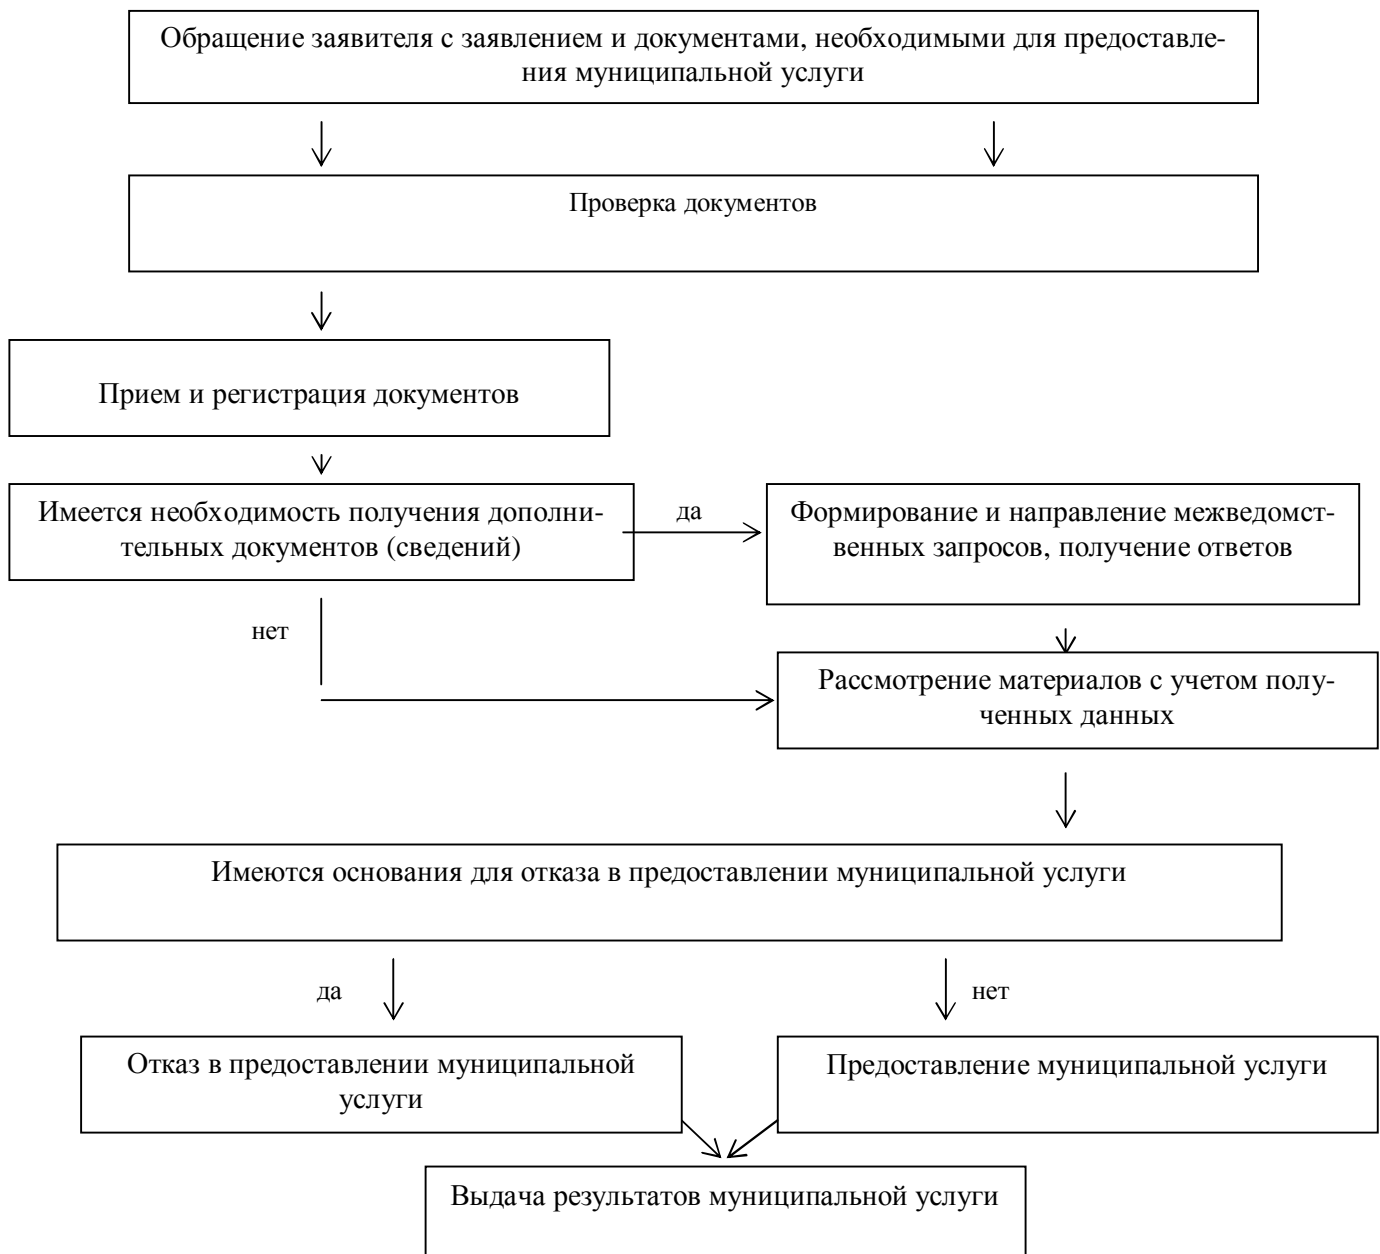 Обращение заявителя с заявлением и документами, необходимыми для предоставле-
ния муниципальной услуги
Проверка документов
Прием и регистрация документов
Имеется необходимость получения дополни-
тельных документов (сведений)
да
Формирование и направление межведомст-
венных запросов, получение ответов
нет
Рассмотрение материалов с учетом полу-
ченных данных
Имеются основания для отказа в предоставлении муниципальной услуги
да
нет
Отказ в предоставлении муниципальной
услуги
Предоставление муниципальной услуги
Выдача результатов муниципальной услуги